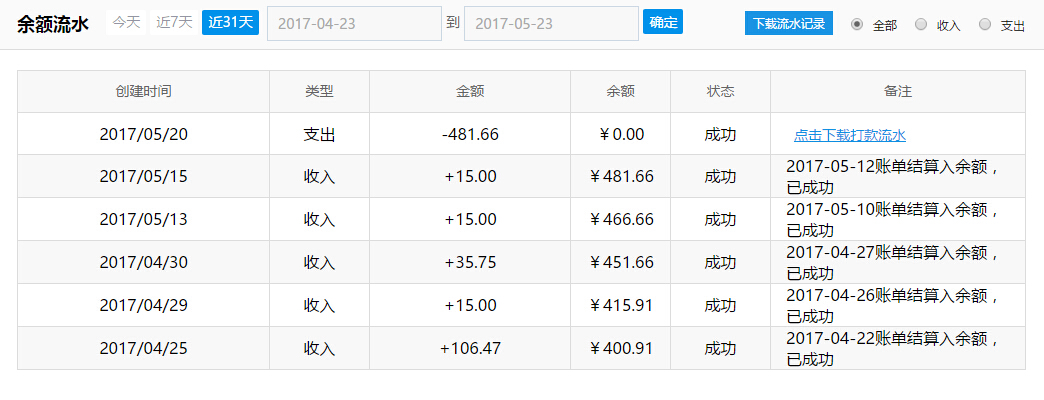 余额流水 今天 近7天 近31天 2017-04-23 到 2017-05-23 确定 下载流水记录 全部 收入 支出
创建时间 类型 金额 余额 状态 备注
2017/05/20 支出 -481.66 ￥0.00 成功 点击下载打款流水
2017/05/15 收入 +15.00 ￥481.66 成功 2017-05-12账单结算入余额，
已成功
2017/05/13 收入 +15.00 ￥466.66 成功 2017-05-10账单结算入余额，
已成功
2017/04/30 收入 +35.75 ￥451.66 成功 2017-04-27账单结算入余额，
已成功
2017/04/29 收入 +15.00 ￥415.91 成功 2017-04-26账单结算入余额，
已成功
2017/04/25 收入 +106.47 ￥400.91 成功 2017-04-22账单结算入余额，
已成功